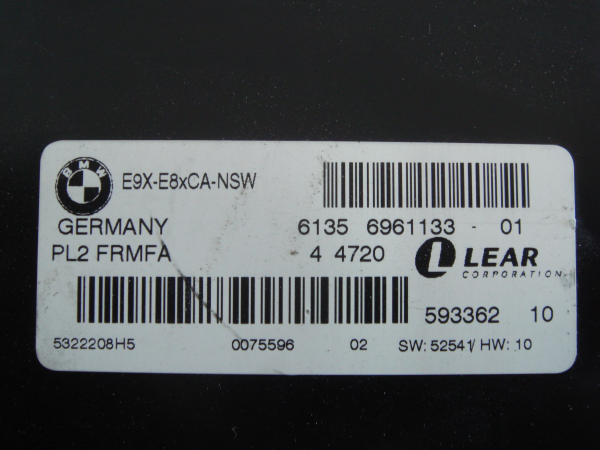 BMW
E9X-E8xCA-NSW
GERMANY 6135 6961133 - 01
PL2 FRMFA 4 4720 LEAR
CORPORATION
593362 10
5322208H5 0075596 02 SW: 52541/ HW: 10